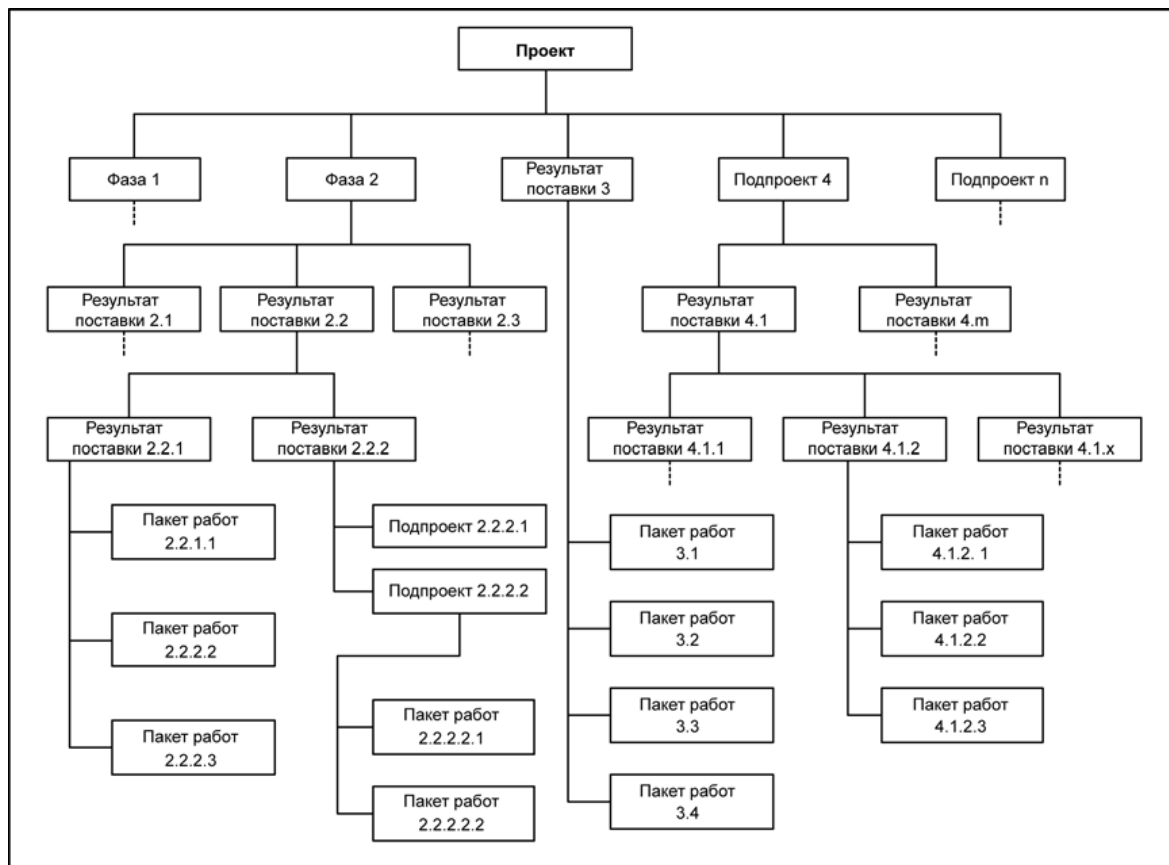 Проект
Фаза 1
Фаза 2
Результат
поставки 3
Подпроект 4
Подпроект n
Результат
поставки 2.1
Результат
поставки 2.2
Результат
поставки 2.3
Результат
поставки 4.1
Результат
поставки 4.m
Результат
поставки 2.2.1
Результат
поставки 2.2.2
Результат
поставки 4.1.1
Результат
поставки 4.1.2
Результат
поставки 4.1.x
Пакет работ
2.2.1.1
Пакет работ
2.2.2.2
Пакет работ
2.2.2.3
Подпроект 2.2.2.1
Подпроект 2.2.2.2
Пакет работ
2.2.2.2.1
Пакет работ
2.2.2.2.2
Пакет работ
3.1
Пакет работ
3.2
Пакет работ
3.3
Пакет работ
3.4
Пакет работ
4.1.2. 1
Пакет работ
4.1.2.2
Пакет работ
4.1.2.3